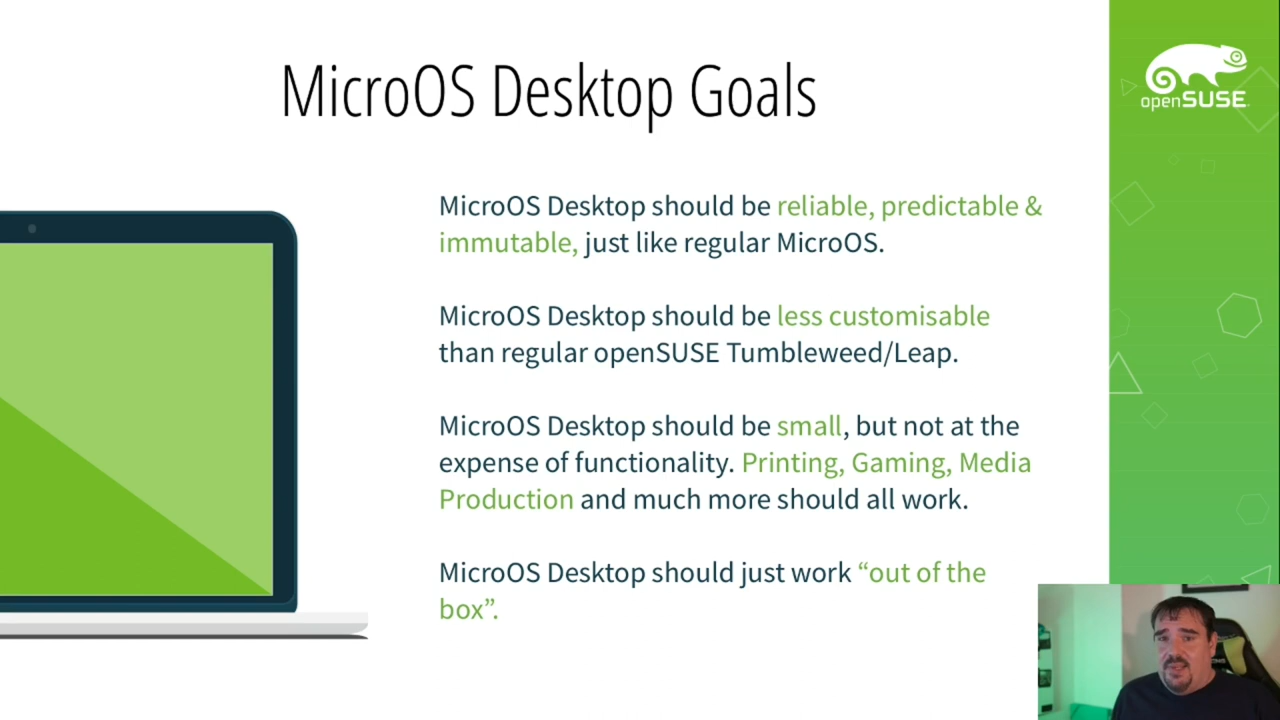 MicroOS Desktop Goals
openSUSE
MicroOS Desktop should be reliable, predictable &
immutable, just like regular MicroOS.
MicroOS Desktop should be less customisable
than regular openSUSE Tumbleweed/Leap.
MicroOS Desktop should be small, but not at the
expense of functionality. Printing, Gaming, Media
Production and much more should all work.
MicroOS Desktop should just work “out of the
box”.